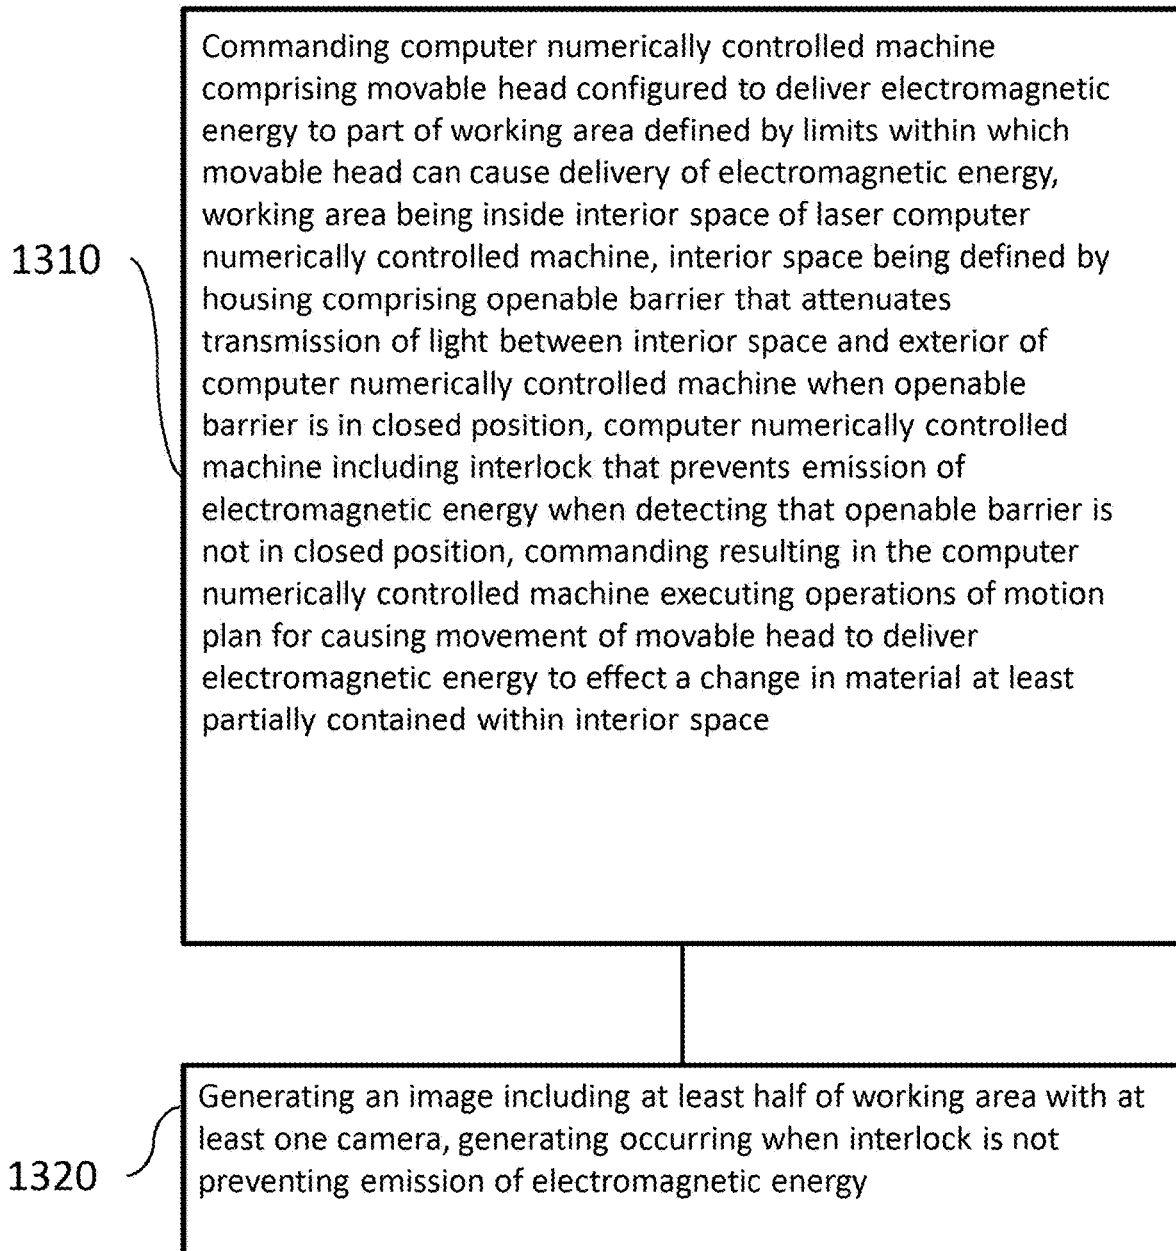 Commanding computer numerically controlled machine
comprising movable head configured to deliver electromagnetic
energy to part of working area defined by limits within which
movable head can cause delivery of electromagnetic energy,
working area being inside interior space of laser computer
numerically controlled machine, interior space being defined by
housing comprising openable barrier that attenuates
transmission of light between interior space and exterior of
computer numerically controlled machine when openable
barrier is in closed position, computer numerically controlled
machine including interlock that prevents emission of
electromagnetic energy when detecting that openable barrier is
not in closed position, commanding resulting in the computer
numerically controlled machine executing operations of motion
plan for causing movement of movable head to deliver
electromagnetic energy to effect a change in material at least
partially contained within interior space
1310
Generating an image including at least half of working area with at
least one camera, generating occurring when interlock is not
preventing emission of electromagnetic energy
1320